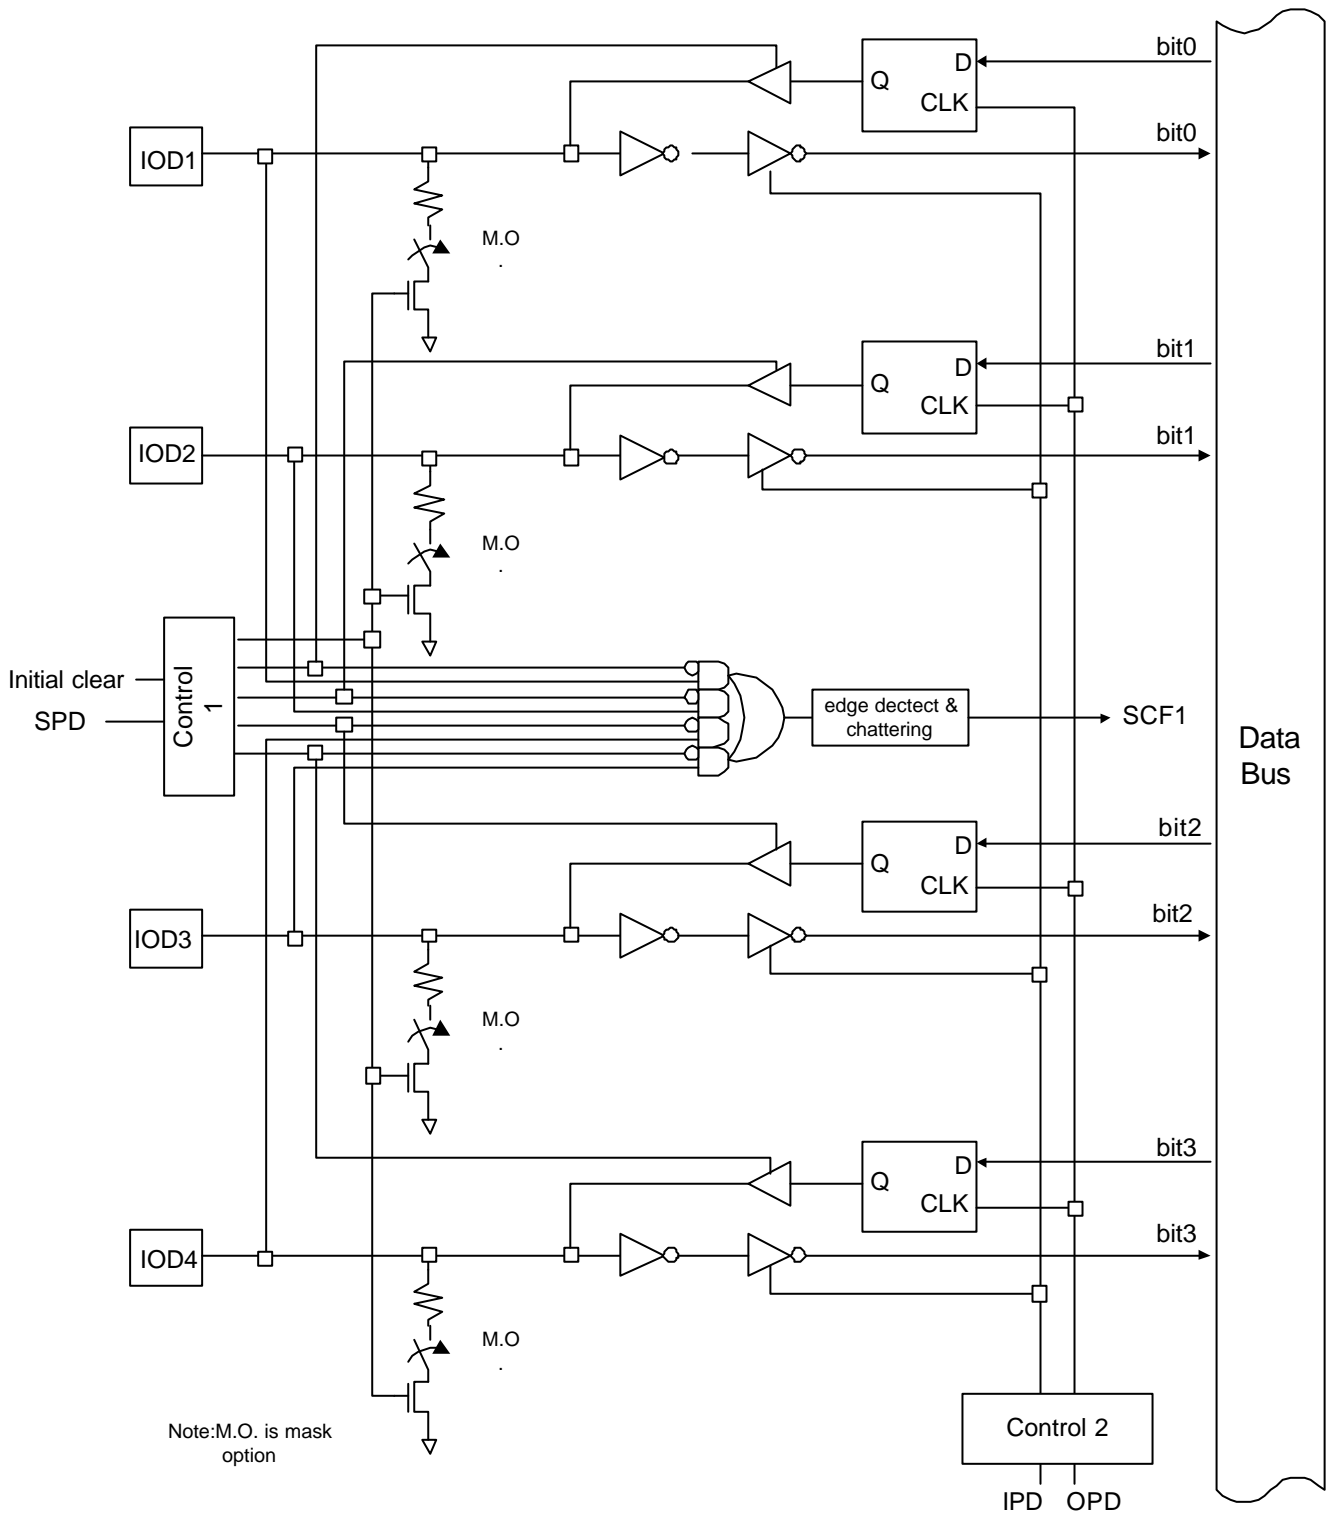 bit0
D
Q
CLK
bit0
IOD1
M.O
.
bit1
D
Q
CLK
bit1
IOD2
M.O
.
Initial clear
SPD
Control
1
edge dectect &
chattering
SCF1
Data
Bus
bit2
D
Q
CLK
bit2
IOD3
M.O
.
bit3
D
Q
CLK
bit3
IOD4
M.O
.
Note:M.O. is mask
option
Control 2
IPD OPD